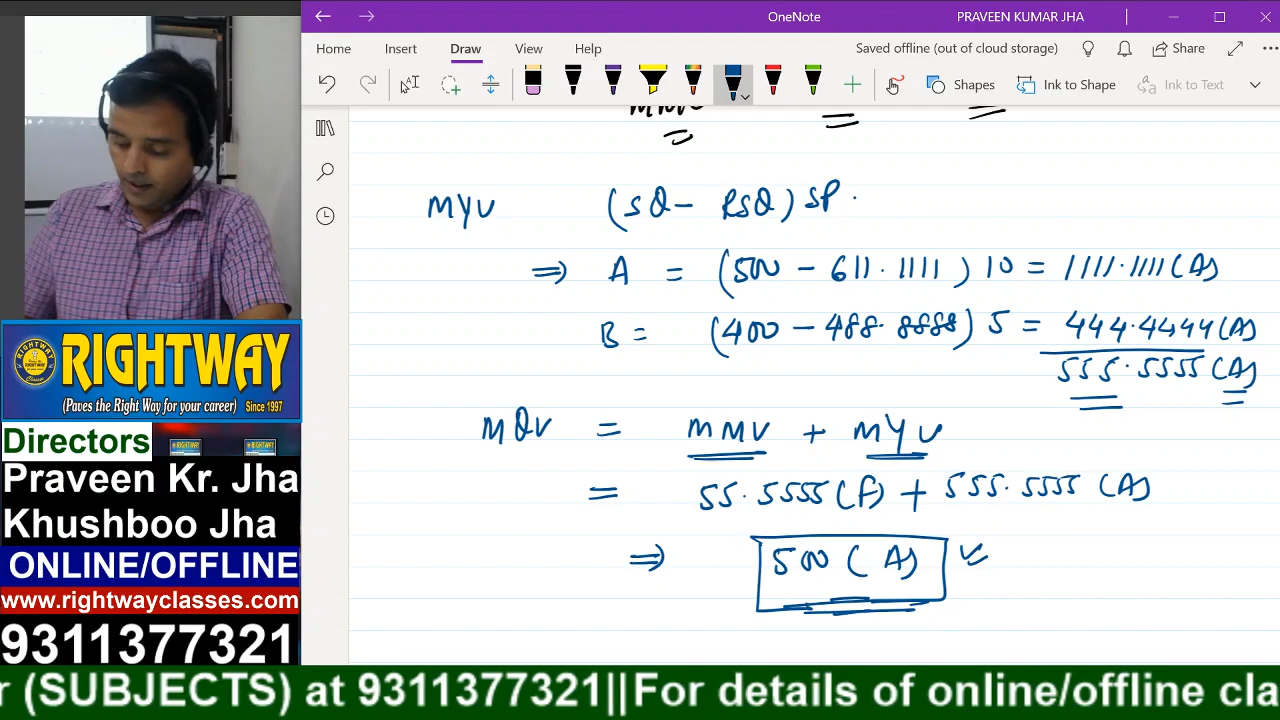 OneNote
PRAVEEN KUMAR JHA
Home Insert Draw View Help
Saved offline (out of cloud storage)
Share
Shapes
Ink to Shape
Ink to Text
MYV (SQ - RSQ) SP.
⇒ A = (500 - 611.1111) 10 = 1111.1111 (A)
B = (400 - 488.8888) 5 = 444.4444 (A)
555.5555 (A)
MQV = MMV + MYV
= 55.5555 (F) + 555.5555 (A)
⇒ 500 (A)
RIGHTWAY
(Paves the Right Way for your career) Since 1997
Directors
Praveen Kr. Jha
Khushboo Jha
ONLINE/OFFLINE
www.rightwayclasses.com
9311377321
r (SUBJECTS) at 9311377321||For details of online/offline cla